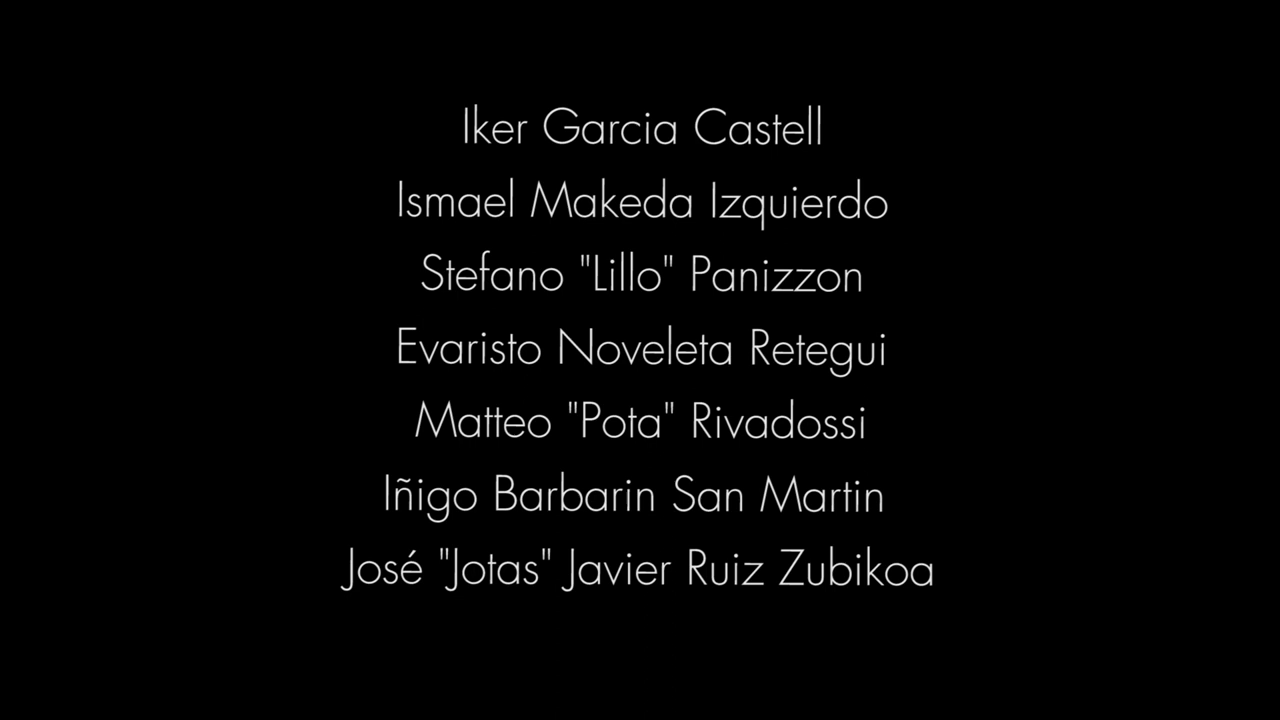 Iker Garcia Castell
Ismael Makeda Izquierdo
Stefano "Lillo" Panizzon
Evaristo Noveleta Retegui
Matteo "Pota" Rivadossi
Iñigo Barbarin San Martin
José "Jotas" Javier Ruiz Zubikoa